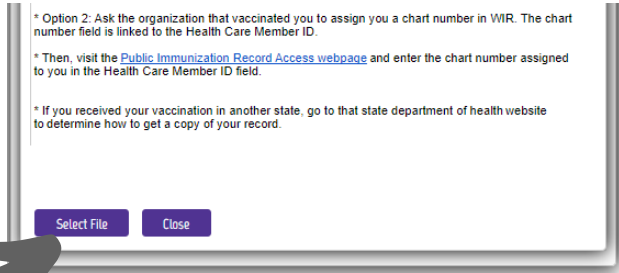 * Option 2: Ask the organization that vaccinated you to assign you a chart number in WIR. The chart
number field is linked to the Health Care Member ID.
* Then, visit the Public Immunization Record Access webpage and enter the chart number assigned
to you in the Health Care Member ID field.
* If you received your vaccination in another state, go to that state department of health website
to determine how to get a copy of your record.
Select File
Close